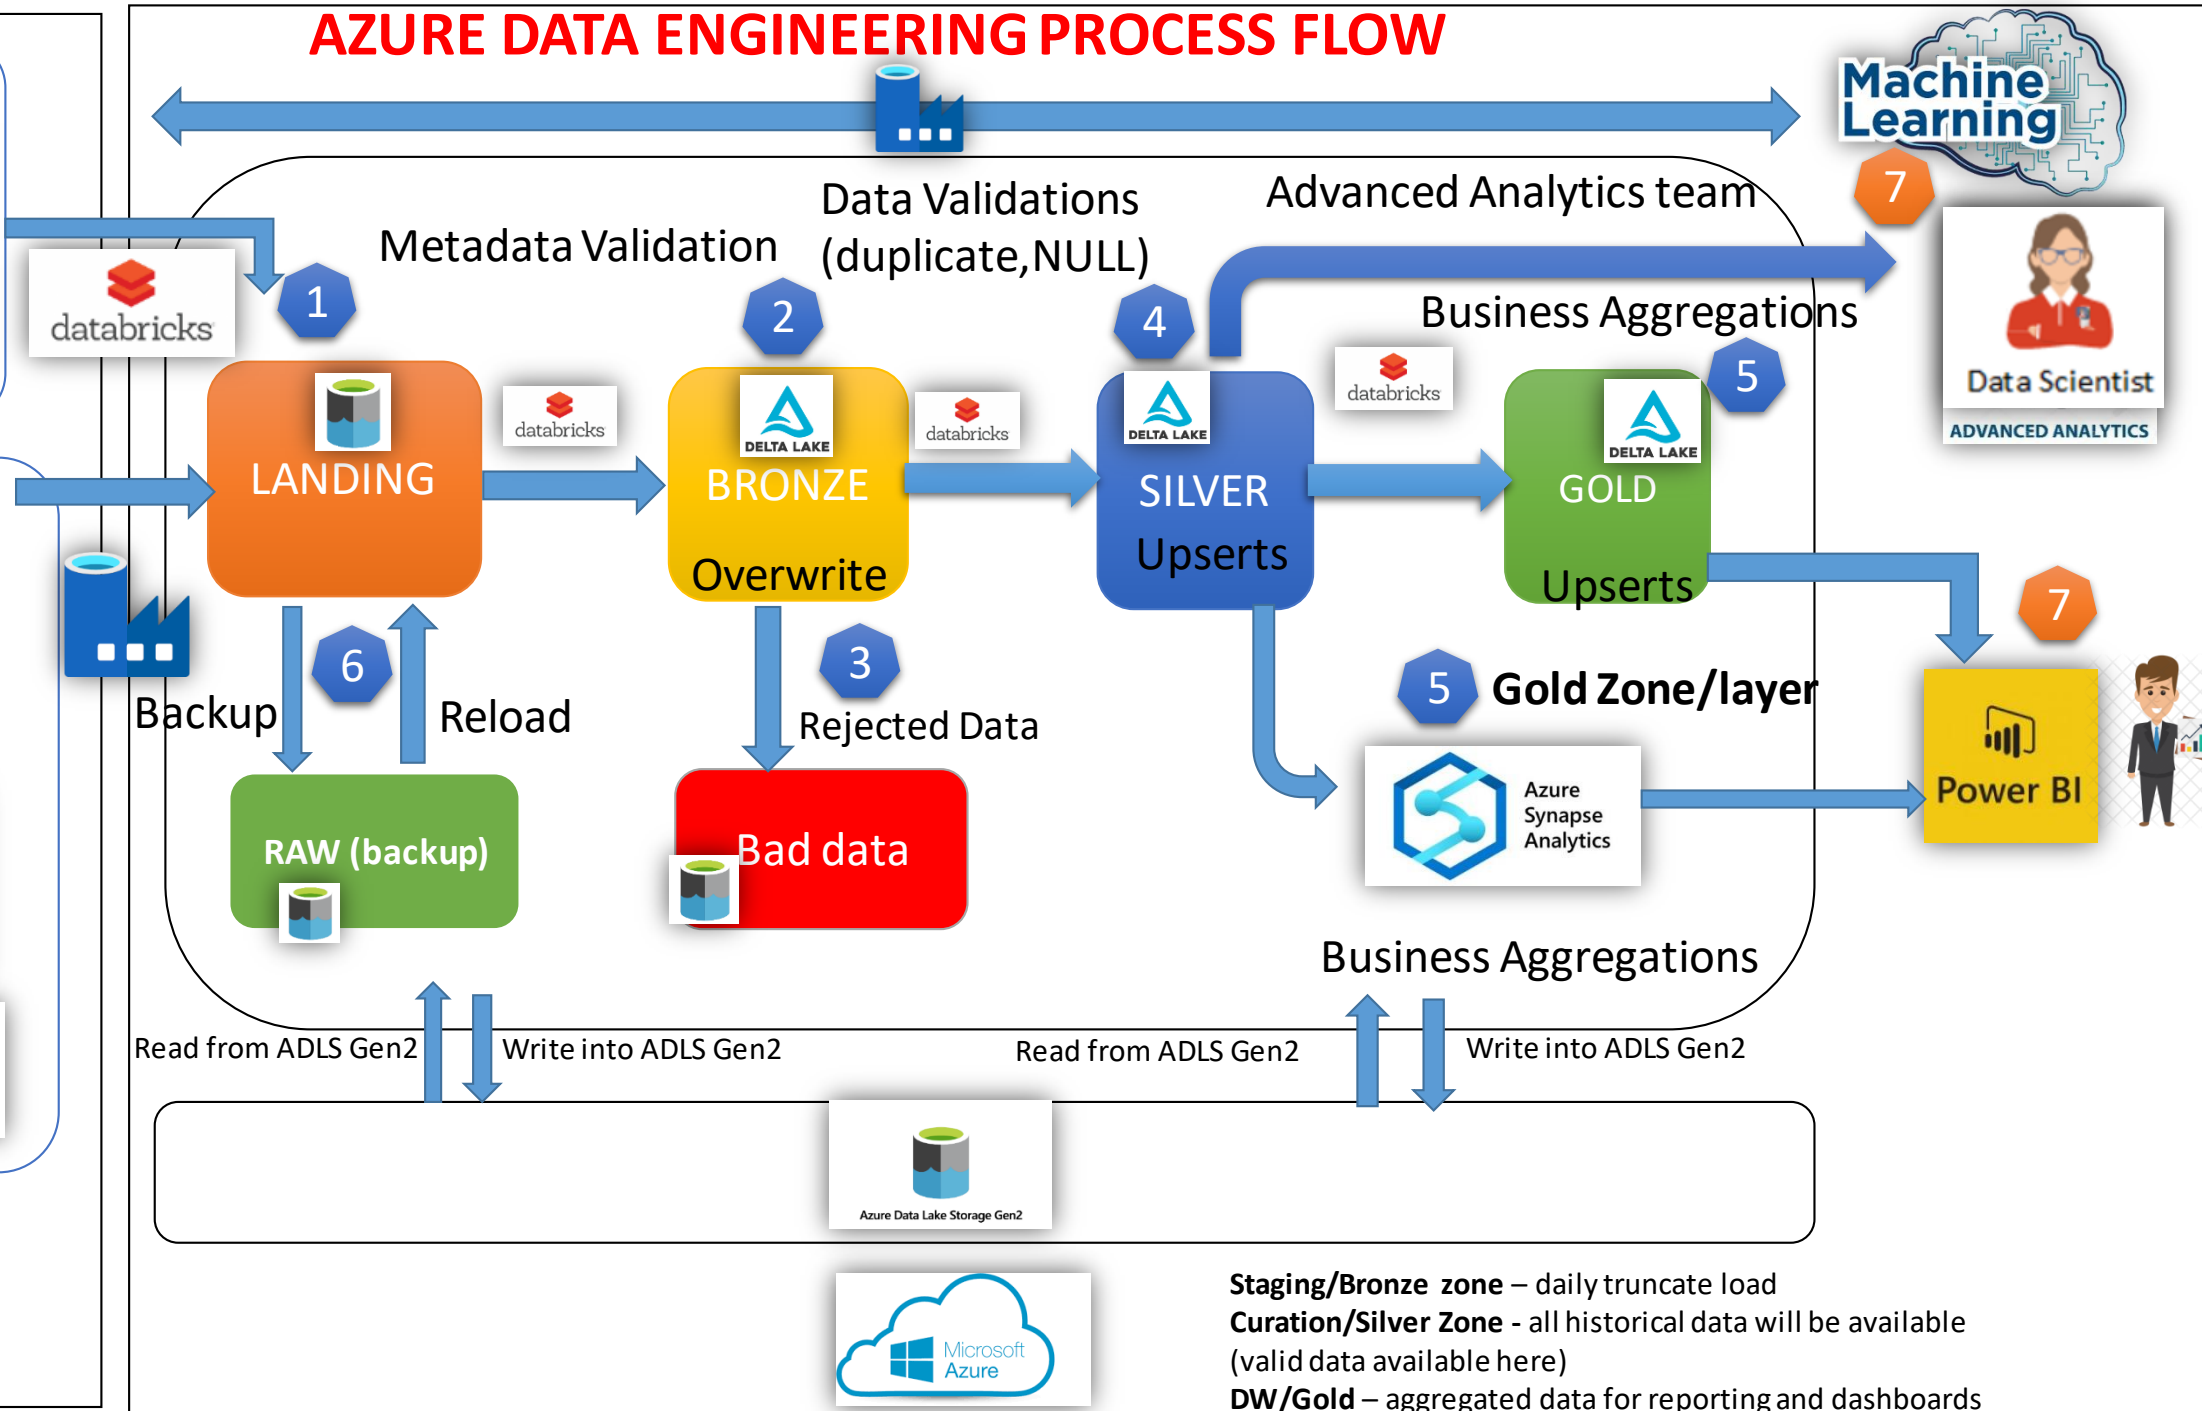 AZURE DATA ENGINEERING PROCESS FLOW
Machine
Learning
7
Data Validations
(duplicate,NULL)
Advanced Analytics team
Metadata Validation
databricks
1
2
4
Business Aggregations
5
Data Scientist
ADVANCED ANALYTICS
databricks
databricks
databricks
DELTA LAKE
DELTA LAKE
DELTA LAKE
LANDING
BRONZE
SILVER
GOLD
Overwrite
Upserts
Upserts
7
6
3
5
Gold Zone/layer
Backup
Reload
Rejected Data
Power BI
Azure
Synapse
Analytics
RAW (backup)
Bad data
Business Aggregations
Read from ADLS Gen2
Write into ADLS Gen2
Read from ADLS Gen2
Write into ADLS Gen2
Azure Data Lake Storage Gen2
Microsoft
Azure
Staging/Bronze zone – daily truncate load
Curation/Silver Zone - all historical data will be available
(valid data available here)
DW/Gold – aggregated data for reporting and dashboards